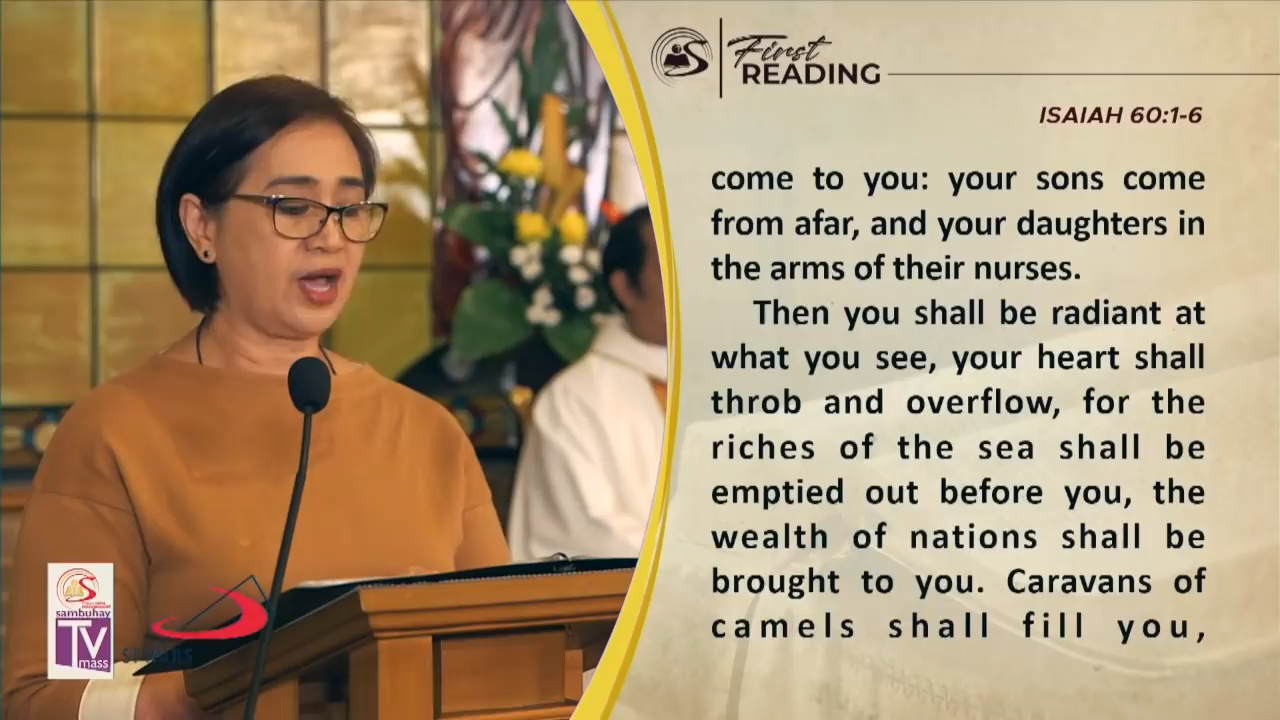 First
READING
ISAIAH 60:1-6
come to you: your sons come
from afar, and your daughters in
the arms of their nurses.
Then you shall be radiant at
what you see, your heart shall
throb and overflow, for the
riches of the sea shall be
emptied out before you, the
wealth of nations shall be
brought to you. Caravans of
camels shall fill you,
sambuhay
TV
mass
ST PAULS